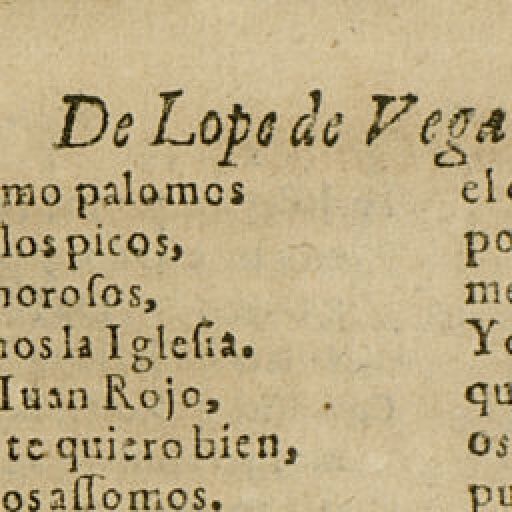 De Lope de Vega
mo palomos
los picos,
moroſos,
nos la Igleſia.
Iuan Rojo,
te quiero bien,
os aſſomos.
el
po
me
Yo
qu
os
pu